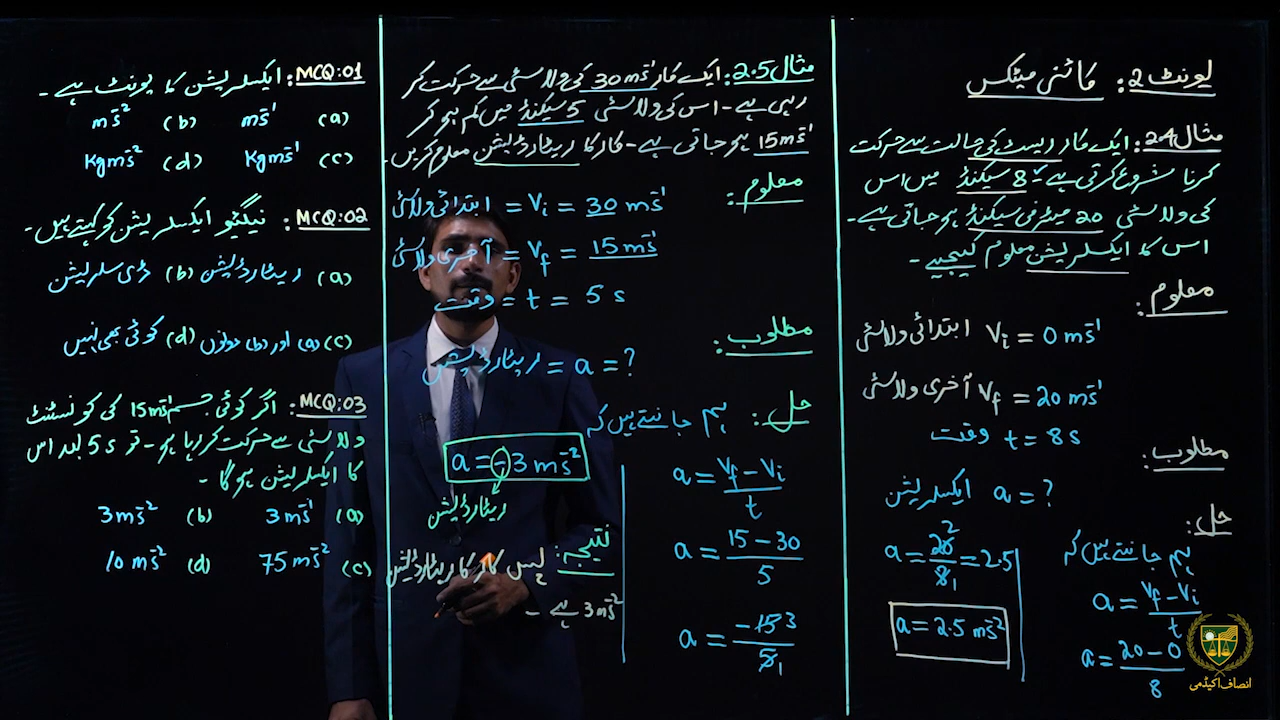 یونٹ 2: کائنی میٹکس
مثال 2.4: ایک کار ریسٹ کی حالت سے حرکت
کرنا شروع کرتی ہے۔ 8 سیکنڈ میں اس
کی ولاسٹی 20 میٹر فی سیکنڈ ہو جاتی ہے۔
اس کا ایکسلریشن معلوم کیجیے۔
معلوم:
ابتدائی ولاسٹی Vi = 0 ms⁻¹
آخری ولاسٹی Vf = 20 ms⁻¹
وقت t = 8 s
مطلوب:
ایکسلریشن a = ?
حل:
ہم جانتے ہیں کہ
a = (Vf − Vi)/t
a = (20 − 0)/8
a = 20/8 = 2.5
a = 2.5 ms⁻²
مثال 2.5: ایک کار 30 ms⁻¹ کی ولاسٹی سے حرکت کر
رہی ہے۔ اس کی ولاسٹی 5 سیکنڈ میں کم ہو کر
15 ms⁻¹ ہو جاتی ہے۔ کار کا ریٹارڈیشن معلوم کریں۔
معلوم:
ابتدائی ولاسٹی = Vi = 30 ms⁻¹
آخری ولاسٹی = Vf = 15 ms⁻¹
وقت = t = 5 s
مطلوب:
ریٹارڈیشن = a = ?
حل: ہم جانتے ہیں کہ
a = (Vf − Vi)/t
a = (15 − 30)/5
a = −15/5
a = −3 ms⁻²
ریٹارڈیشن
نتیجہ: پس کار کا ریٹارڈیشن
3 ms⁻² ہے۔
MCQ:01: ایکسلریشن کا یونٹ ہے۔
(a) ms⁻¹ (b) ms⁻²
(c) Kgms⁻¹ (d) Kgms⁻²
MCQ:02: نیگیٹو ایکسلریشن کو کہتے ہیں۔
(a) ریٹارڈیشن (b) ڈی سلریشن
(c) (a) اور (b) دونوں (d) کوئی بھی نہیں
MCQ:03: اگر کوئی جسم 15 ms⁻¹ کی کونسٹنٹ
ولاسٹی سے حرکت کر رہا ہو۔ تو 5 s بعد اس
کا ایکسلریشن ہوگا۔
(a) 3 ms⁻¹ (b) 3 ms⁻²
(c) 75 ms⁻² (d) 10 ms⁻²
انصاف اکیڈمی